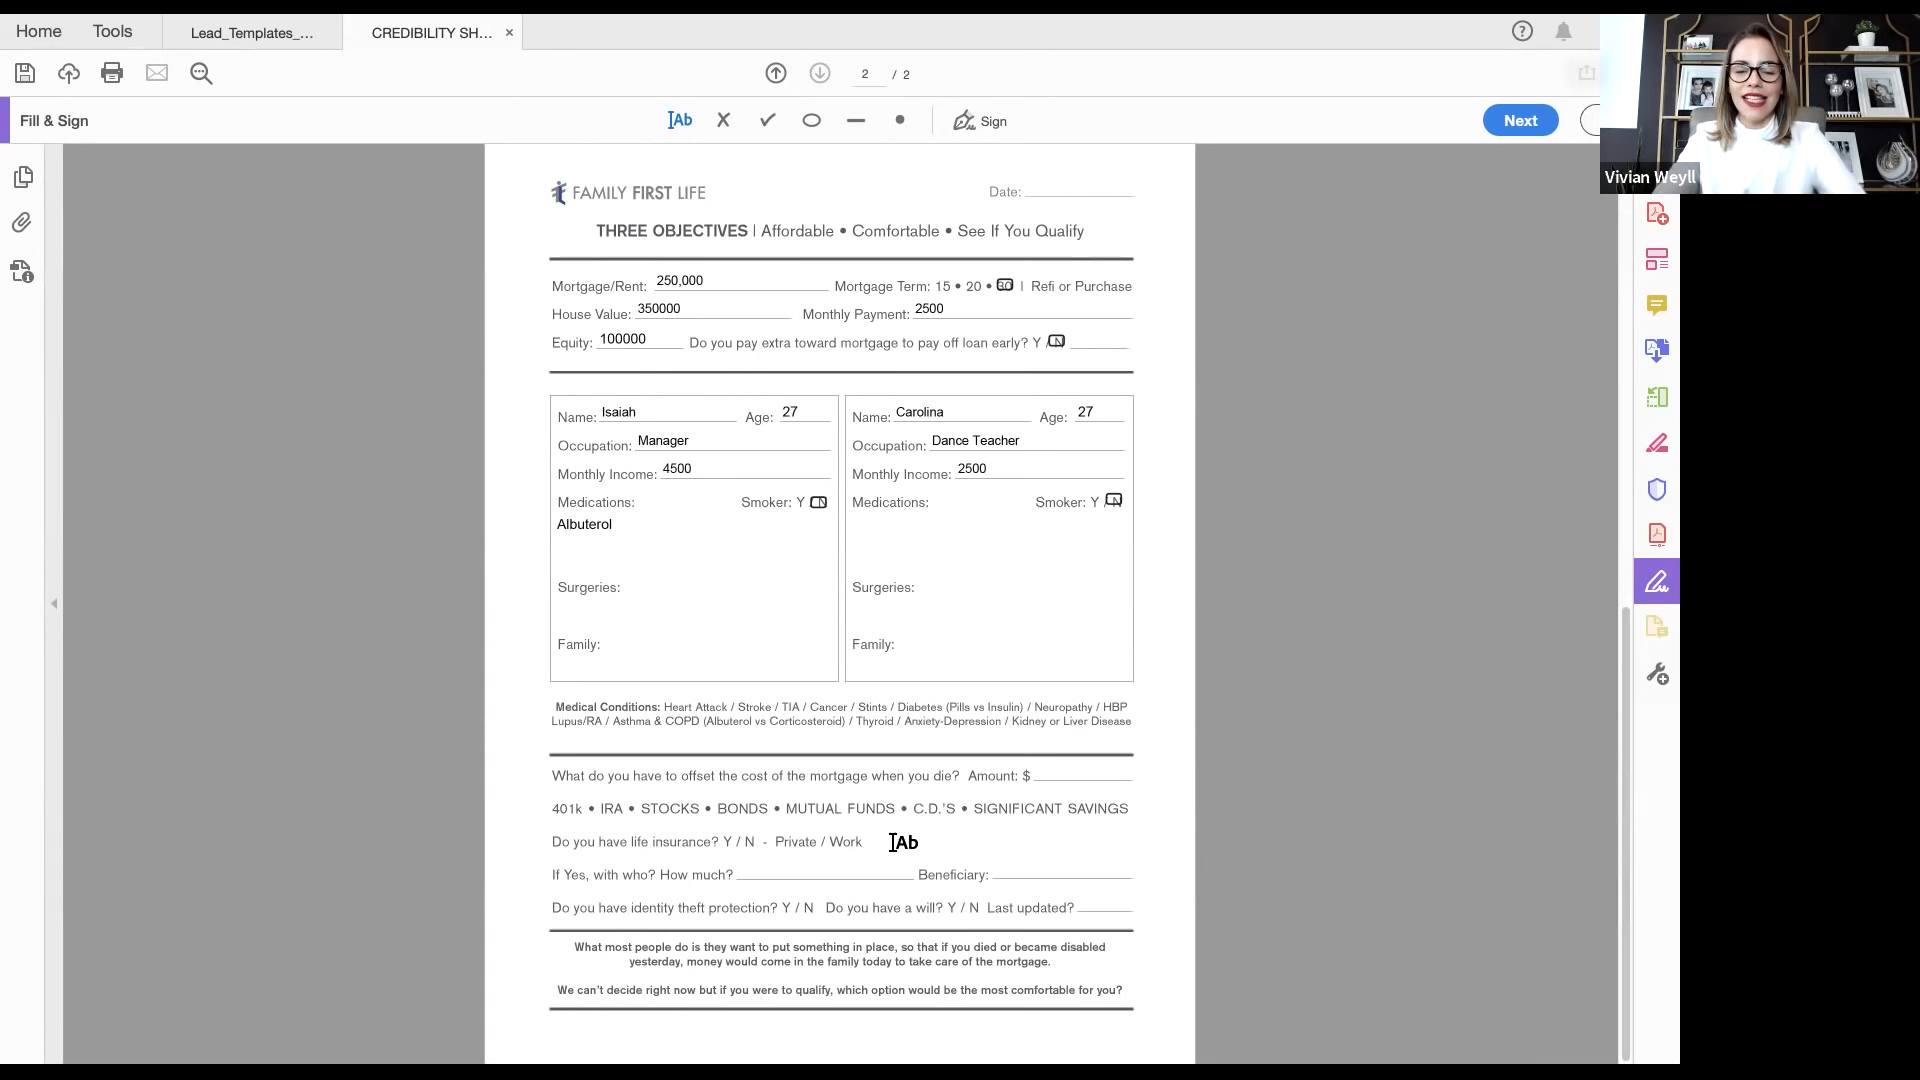 Home Tools Lead_Templates_... CREDIBILITY SH... ×
2 / 2
Fill & Sign Ab Sign Next
Vivian Weyll
FAMILY FIRST LIFE Date:
THREE OBJECTIVES | Affordable • Comfortable • See If You Qualify
Mortgage/Rent: 250,000 Mortgage Term: 15 • 20 • 30 | Refi or Purchase
House Value: 350000 Monthly Payment: 2500
Equity: 100000 Do you pay extra toward mortgage to pay off loan early? Y / N
Name: Isaiah Age: 27
Occupation: Manager
Monthly Income: 4500
Medications: Smoker: Y / N
Albuterol
Surgeries:
Family:
Name: Carolina Age: 27
Occupation: Dance Teacher
Monthly Income: 2500
Medications: Smoker: Y / N
Surgeries:
Family:
Medical Conditions: Heart Attack / Stroke / TIA / Cancer / Stints / Diabetes (Pills vs Insulin) / Neuropathy / HBP
Lupus/RA / Asthma & COPD (Albuterol vs Corticosteroid) / Thyroid / Anxiety-Depression / Kidney or Liver Disease
What do you have to offset the cost of the mortgage when you die? Amount: $
401k • IRA • STOCKS • BONDS • MUTUAL FUNDS • C.D.'S • SIGNIFICANT SAVINGS
Do you have life insurance? Y / N - Private / Work Ab
If Yes, with who? How much? Beneficiary:
Do you have identity theft protection? Y / N Do you have a will? Y / N Last updated?
What most people do is they want to put something in place, so that if you died or became disabled
yesterday, money would come in the family today to take care of the mortgage.
We can't decide right now but if you were to qualify, which option would be the most comfortable for you?